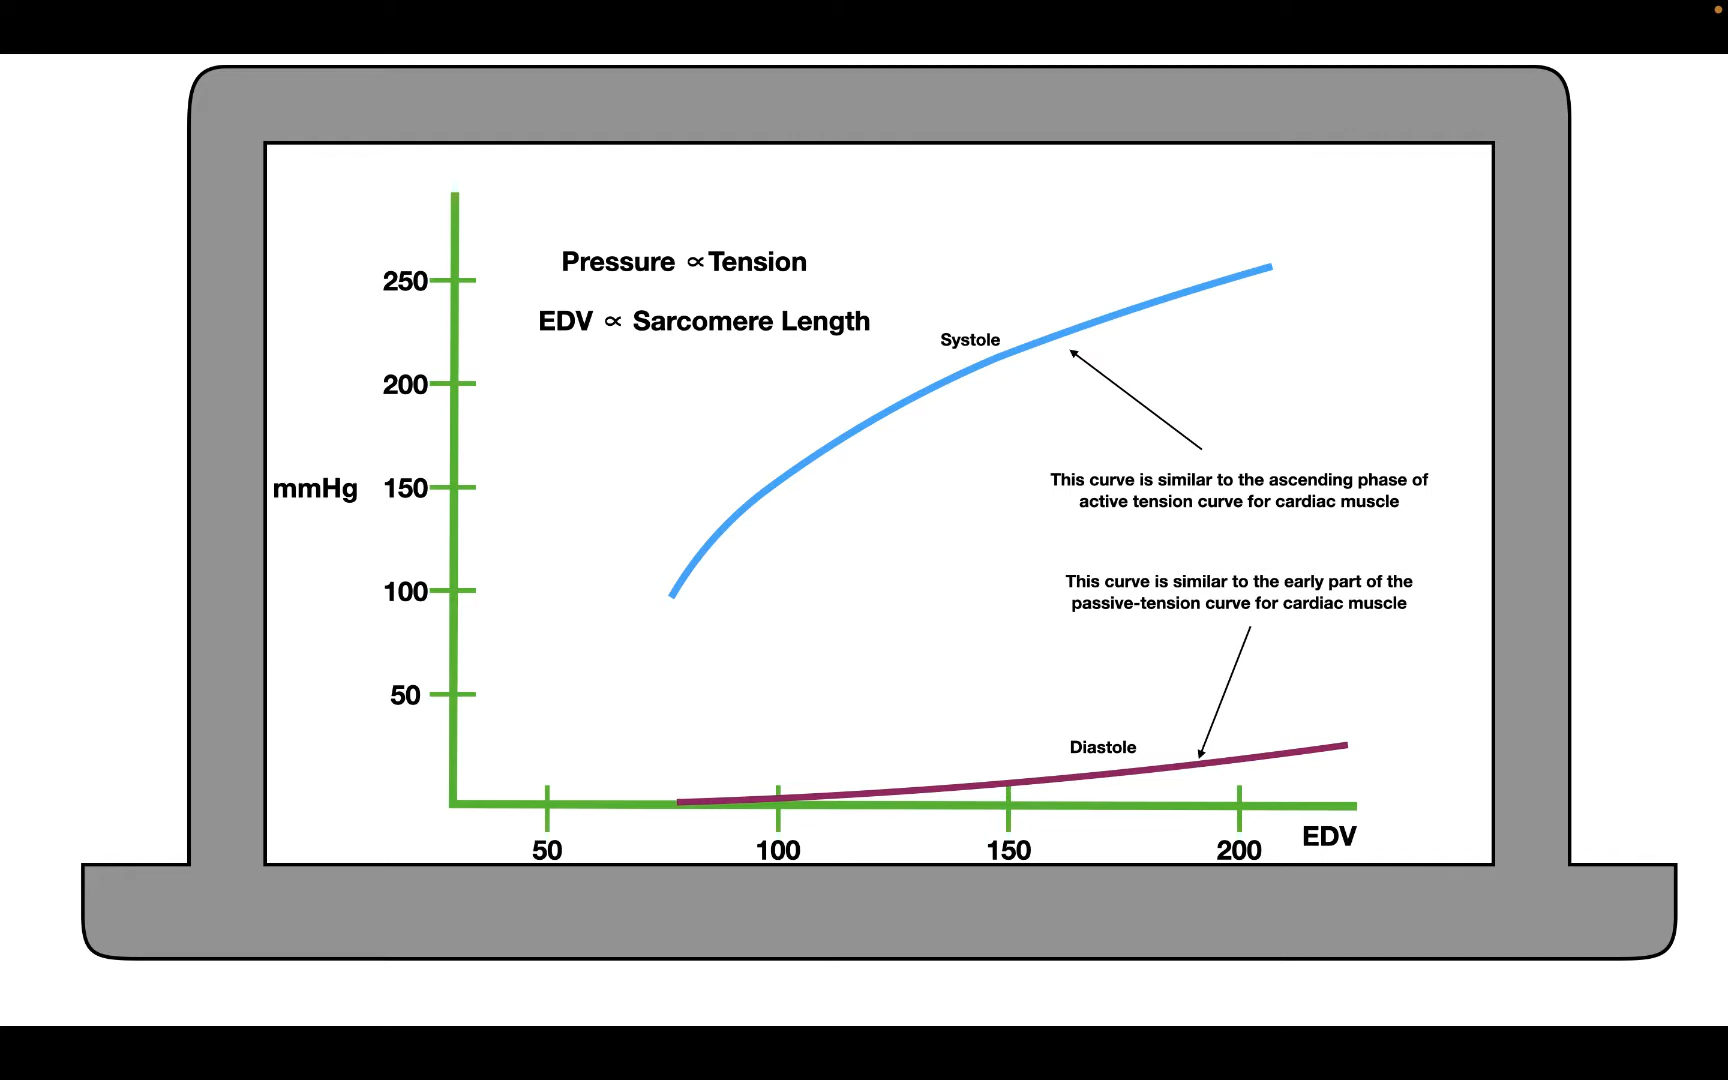 Pressure ∝ Tension
EDV ∝ Sarcomere Length
250
200
mmHg 150
100
50
Systole
This curve is similar to the ascending phase of
active tension curve for cardiac muscle
This curve is similar to the early part of the
passive-tension curve for cardiac muscle
Diastole
50 100 150 200 EDV